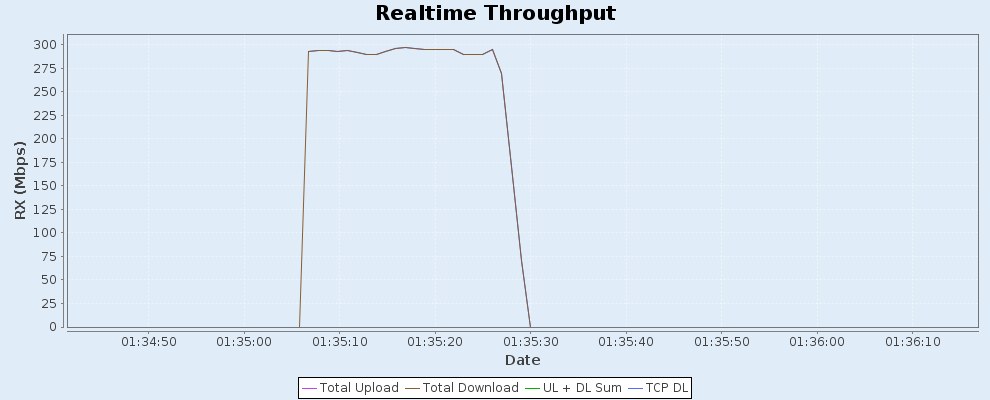 Realtime Throughput
RX (Mbps)
300
275
250
225
200
175
150
125
100
75
50
25
0
01:34:50 01:35:00 01:35:10 01:35:20 01:35:30 01:35:40 01:35:50 01:36:00 01:36:10
Date
Total Upload Total Download UL + DL Sum TCP DL